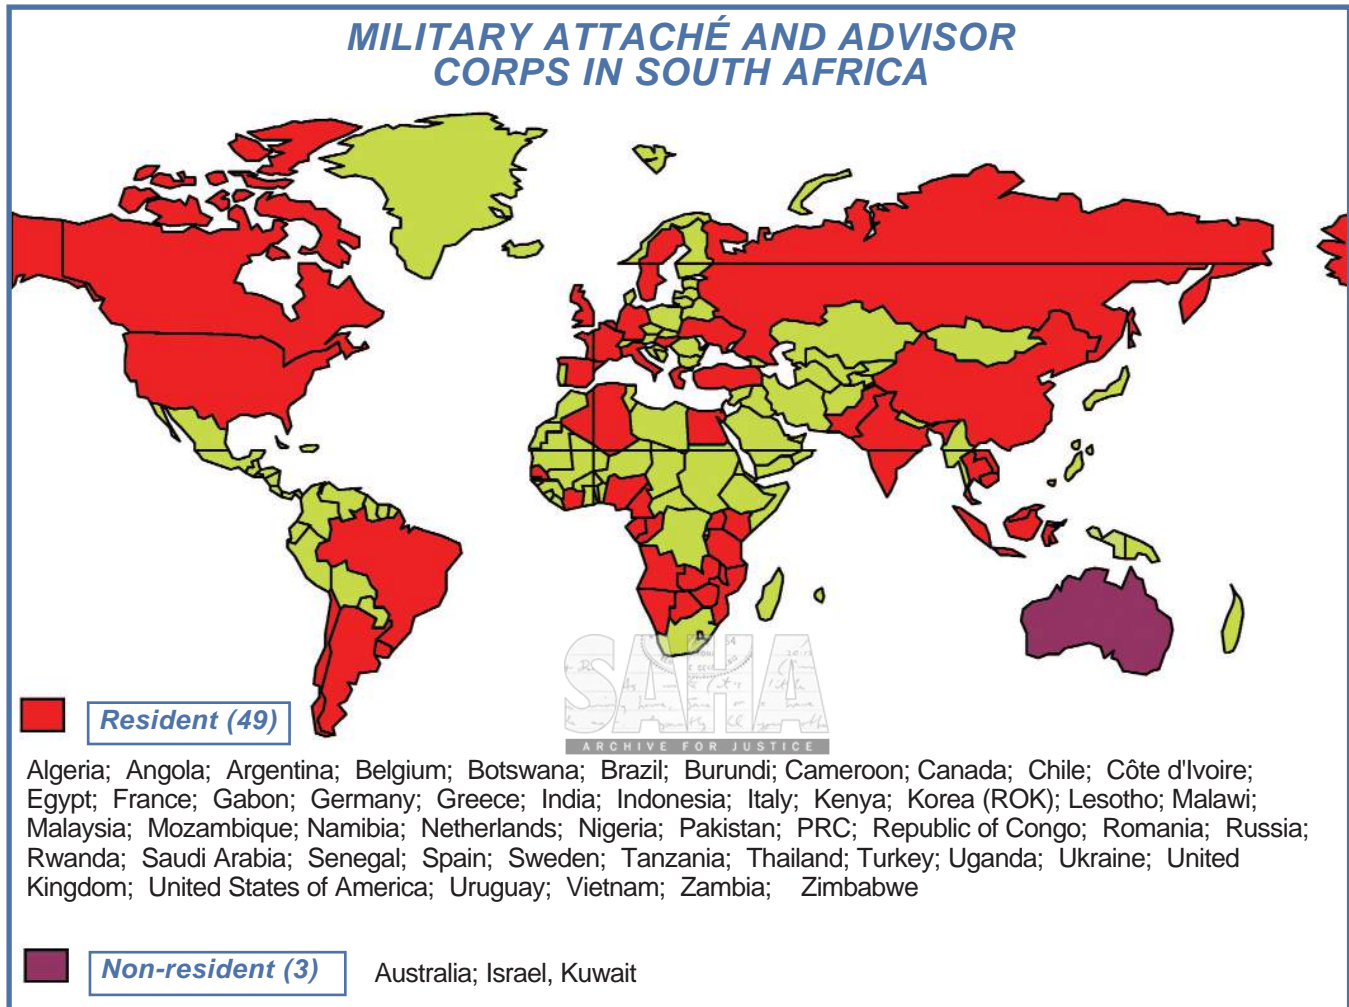 MILITARY ATTACHÉ AND ADVISOR
CORPS IN SOUTH AFRICA
SAHA
ARCHIVE FOR JUSTICE
Resident (49)
Algeria; Angola; Argentina; Belgium; Botswana; Brazil; Burundi; Cameroon; Canada; Chile; Côte d'Ivoire;
Egypt; France; Gabon; Germany; Greece; India; Indonesia; Italy; Kenya; Korea (ROK); Lesotho; Malawi;
Malaysia; Mozambique; Namibia; Netherlands; Nigeria; Pakistan; PRC; Republic of Congo; Romania; Russia;
Rwanda; Saudi Arabia; Senegal; Spain; Sweden; Tanzania; Thailand; Turkey; Uganda; Ukraine; United
Kingdom; United States of America; Uruguay; Vietnam; Zambia; Zimbabwe
Non-resident (3)
Australia; Israel, Kuwait